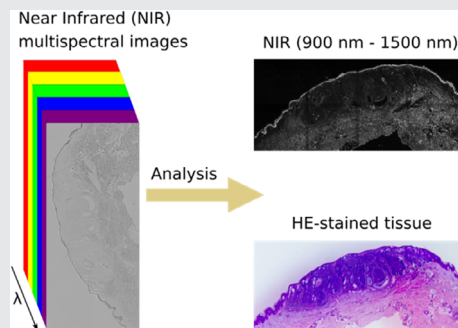 Near Infrared (NIR)
multispectral images
NIR (900 nm - 1500 nm)
Analysis
HE-stained tissue
λ